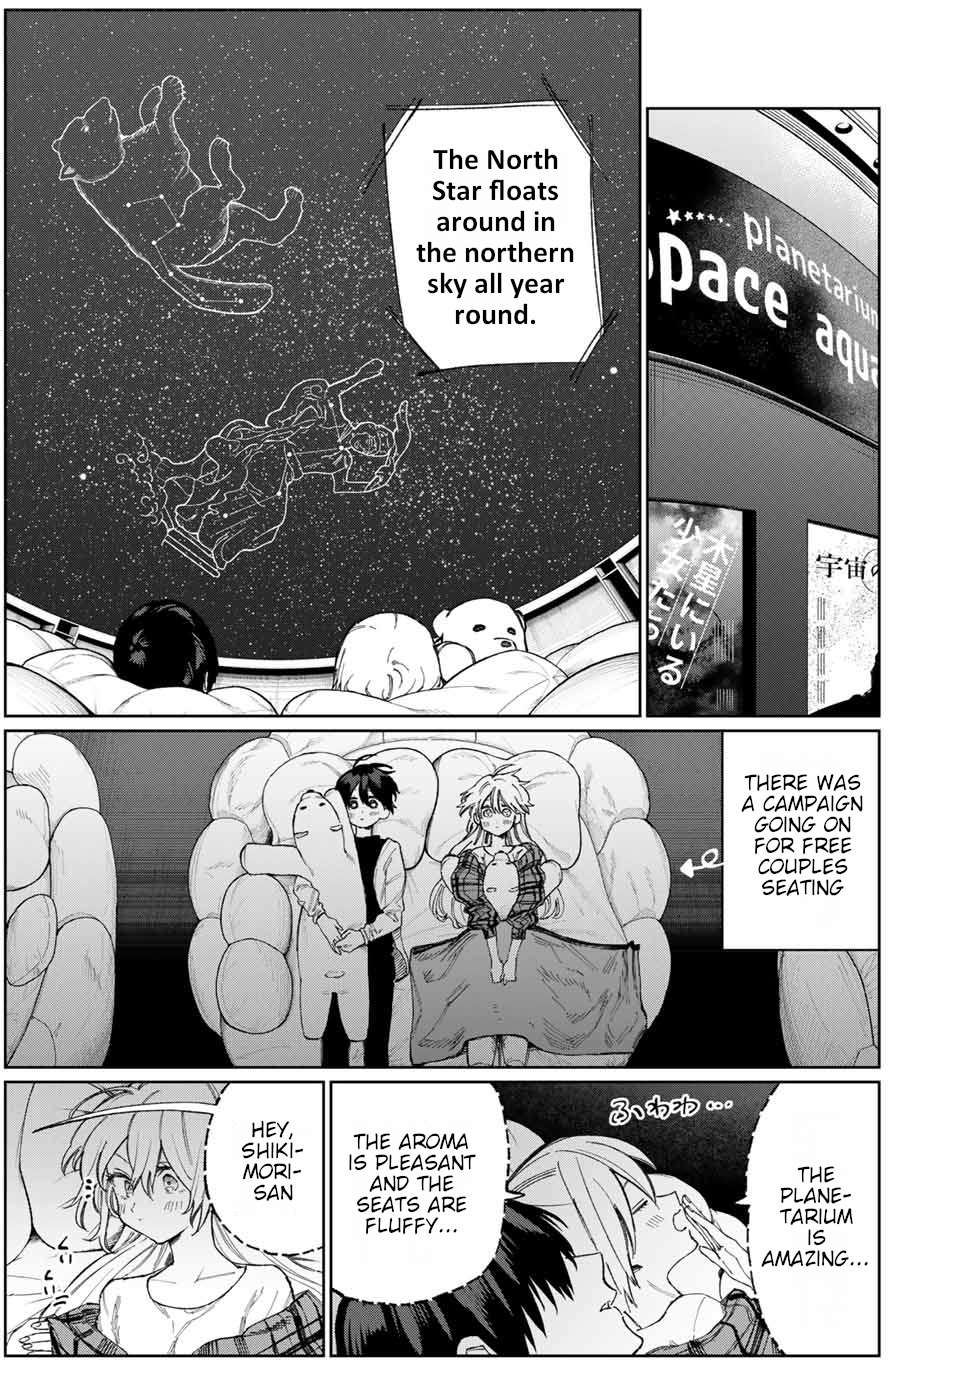 planetarium
space aqua
木星にいる
少女たち
宇宙の
The North
Star floats
around in
the northern
sky all year
round.
THERE WAS
A CAMPAIGN
GOING ON
FOR FREE
COUPLES
SEATING
THE
PLANE-
TARIUM
IS
AMAZING...
ふわわ...
THE AROMA
IS PLEASANT
AND THE
SEATS ARE
FLUFFY...
HEY,
SHIKI-
MORI-
SAN